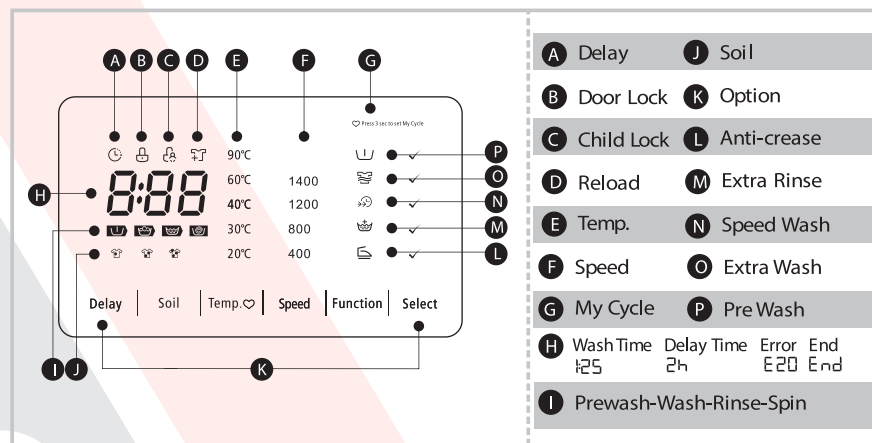 A B C D E F G
Press 3 sec to set My Cycle
90℃ P
60℃ 1400 O
H 8:88 40℃ 1200 N
30℃ 800 M
20℃ 400 L
Delay Soil Temp. Speed Function Select
I J K
A Delay J Soil
B Door Lock K Option
C Child Lock L Anti-crease
D Reload M Extra Rinse
E Temp. N Speed Wash
F Speed O Extra Wash
G My Cycle P Pre Wash
H Wash Time Delay Time Error End
1:25 2h E20 End
I Prewash-Wash-Rinse-Spin